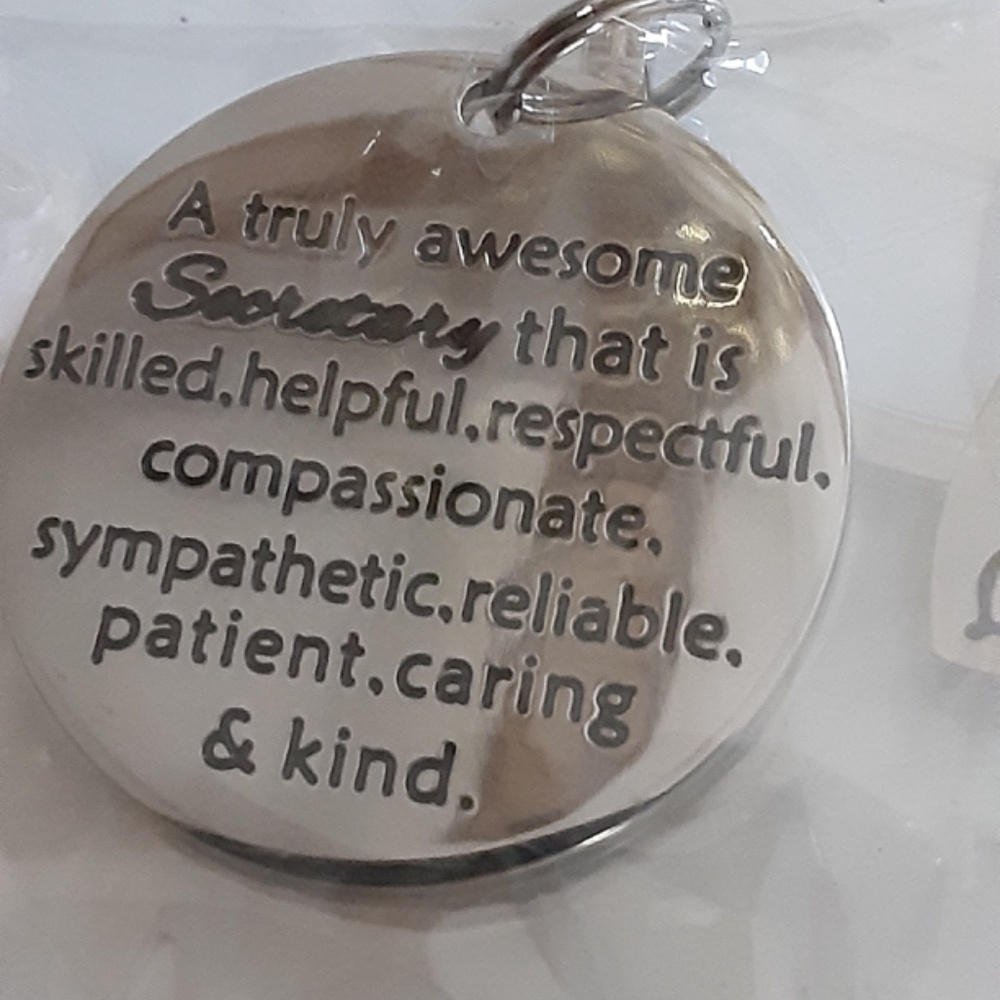 A truly awesome
Secretary that is
skilled,helpful,respectful,
compassionate,
sympathetic,reliable,
patient,caring
& kind.